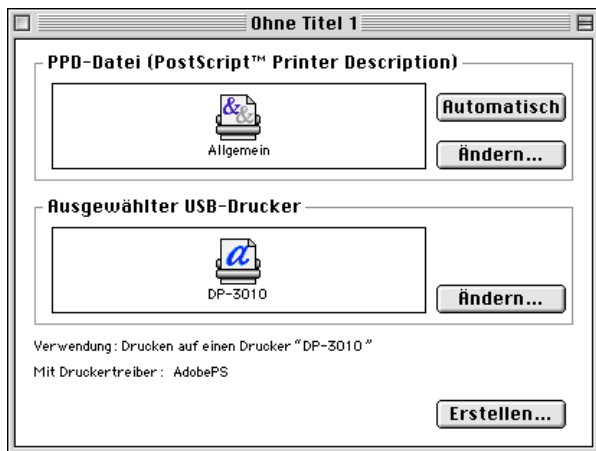 Ohne Titel 1
PPD-Datei (PostScript™ Printer Description)
Allgemein
Automatisch
Ändern...
Ausgewählter USB-Drucker
DP-3010
Ändern...
Verwendung: Drucken auf einen Drucker “DP-3010 ”
Mit Druckertreiber: AdobePS
Erstellen...